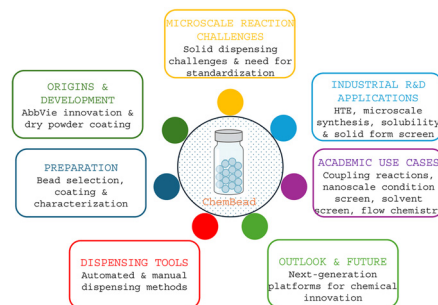 MICROSCALE REACTION
CHALLENGES
Solid dispensing
challenges & need for
standardization
ORIGINS &
DEVELOPMENT
AbbVie innovation &
dry powder coating
INDUSTRIAL R&D
APPLICATIONS
HTE, microscale
synthesis, solubility
& solid form screen
PREPARATION
Bead selection,
coating &
characterization
ChemBead
ACADEMIC USE CASES
Coupling reactions,
nanoscale condition
screen, solvent
screen, flow chemistry
DISPENSING TOOLS
Automated & manual
dispensing methods
OUTLOOK & FUTURE
Next-generation
platforms for chemical
innovation